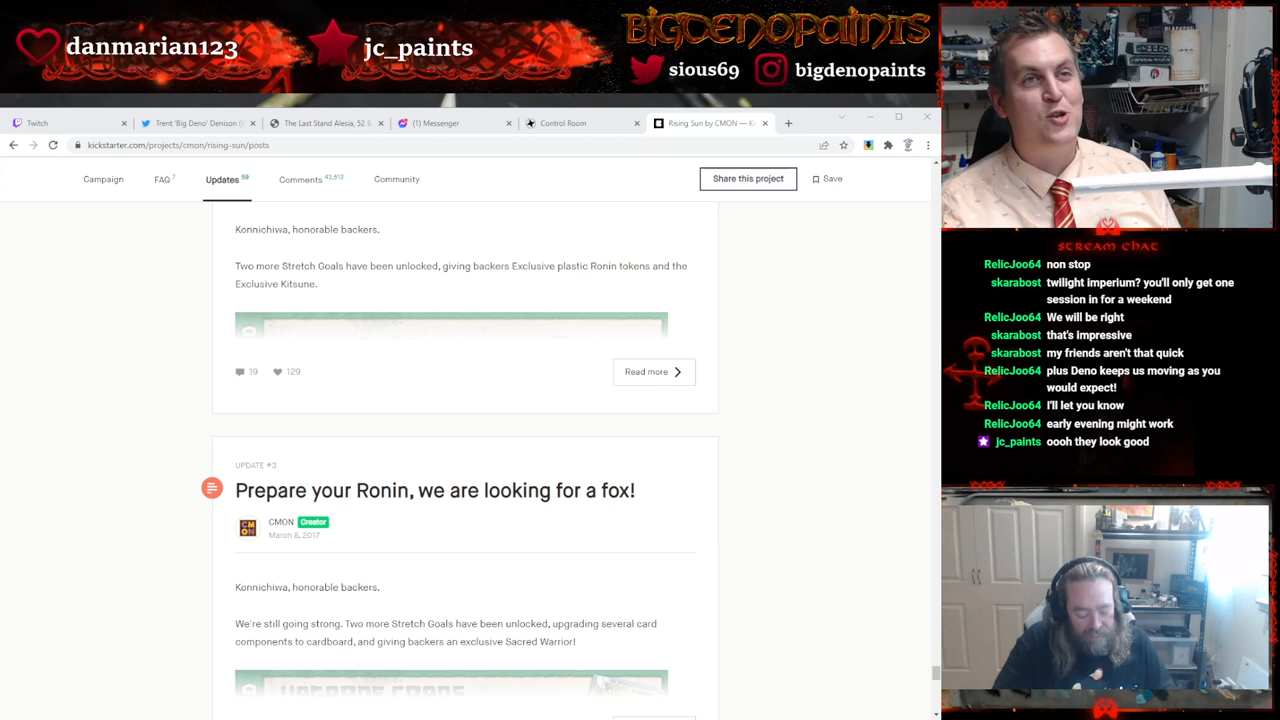 danmarian123
jc_paints
BIGDENOPAINTS
sious69
bigdenopaints
Twitch
Trent 'Big Deno' Denison (
The Last Stand Alesia, 52 B
(1) Messenger
Control Room
Rising Sun by CMON — Ki
kickstarter.com/projects/cmon/rising-sun/posts
Campaign
FAQ 7
Updates 59
Comments 43,512
Community
Share this project
Save
Konnichiwa, honorable backers.
Two more Stretch Goals have been unlocked, giving backers Exclusive plastic Ronin tokens and the
Exclusive Kitsune.
19
129
Read more
UPDATE #3
Prepare your Ronin, we are looking for a fox!
CMON Creator
March 8, 2017
Konnichiwa, honorable backers.
We're still going strong. Two more Stretch Goals have been unlocked, upgrading several card
components to cardboard, and giving backers an exclusive Sacred Warrior!
STREAM CHAT
RelicJoo64 non stop
skarabost twilight imperium? you'll only get one
session in for a weekend
RelicJoo64 We will be right
skarabost that's impressive
skarabost my friends aren't that quick
RelicJoo64 plus Deno keeps us moving as you
would expect!
RelicJoo64 I'll let you know
RelicJoo64 early evening might work
jc_paints oooh they look good